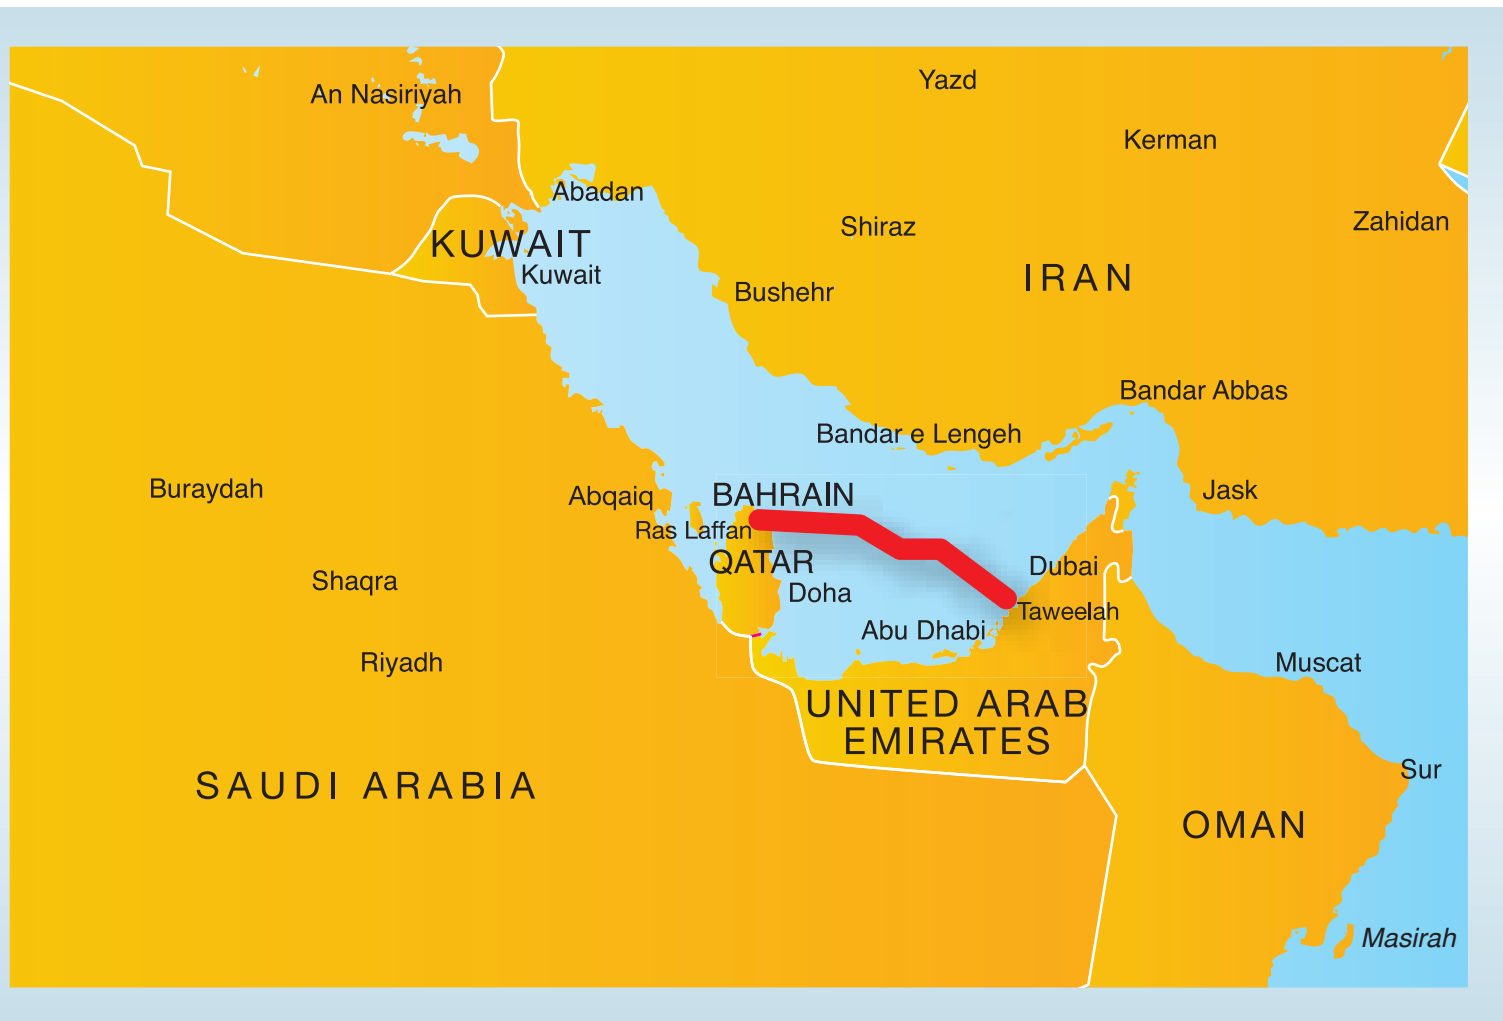 Yazd
An Nasiriyah
Kerman
Abadan
Zahidan
Shiraz
KUWAIT
Kuwait
IRAN
Bushehr
Bandar Abbas
Bandar e Lengeh
Buraydah
Abqaiq
BAHRAIN
Jask
Ras Laffan
QATAR
Dubai
Shaqra
Doha
Taweelah
Abu Dhabi
Riyadh
Muscat
UNITED ARAB
EMIRATES
Sur
SAUDI ARABIA
OMAN
Masirah